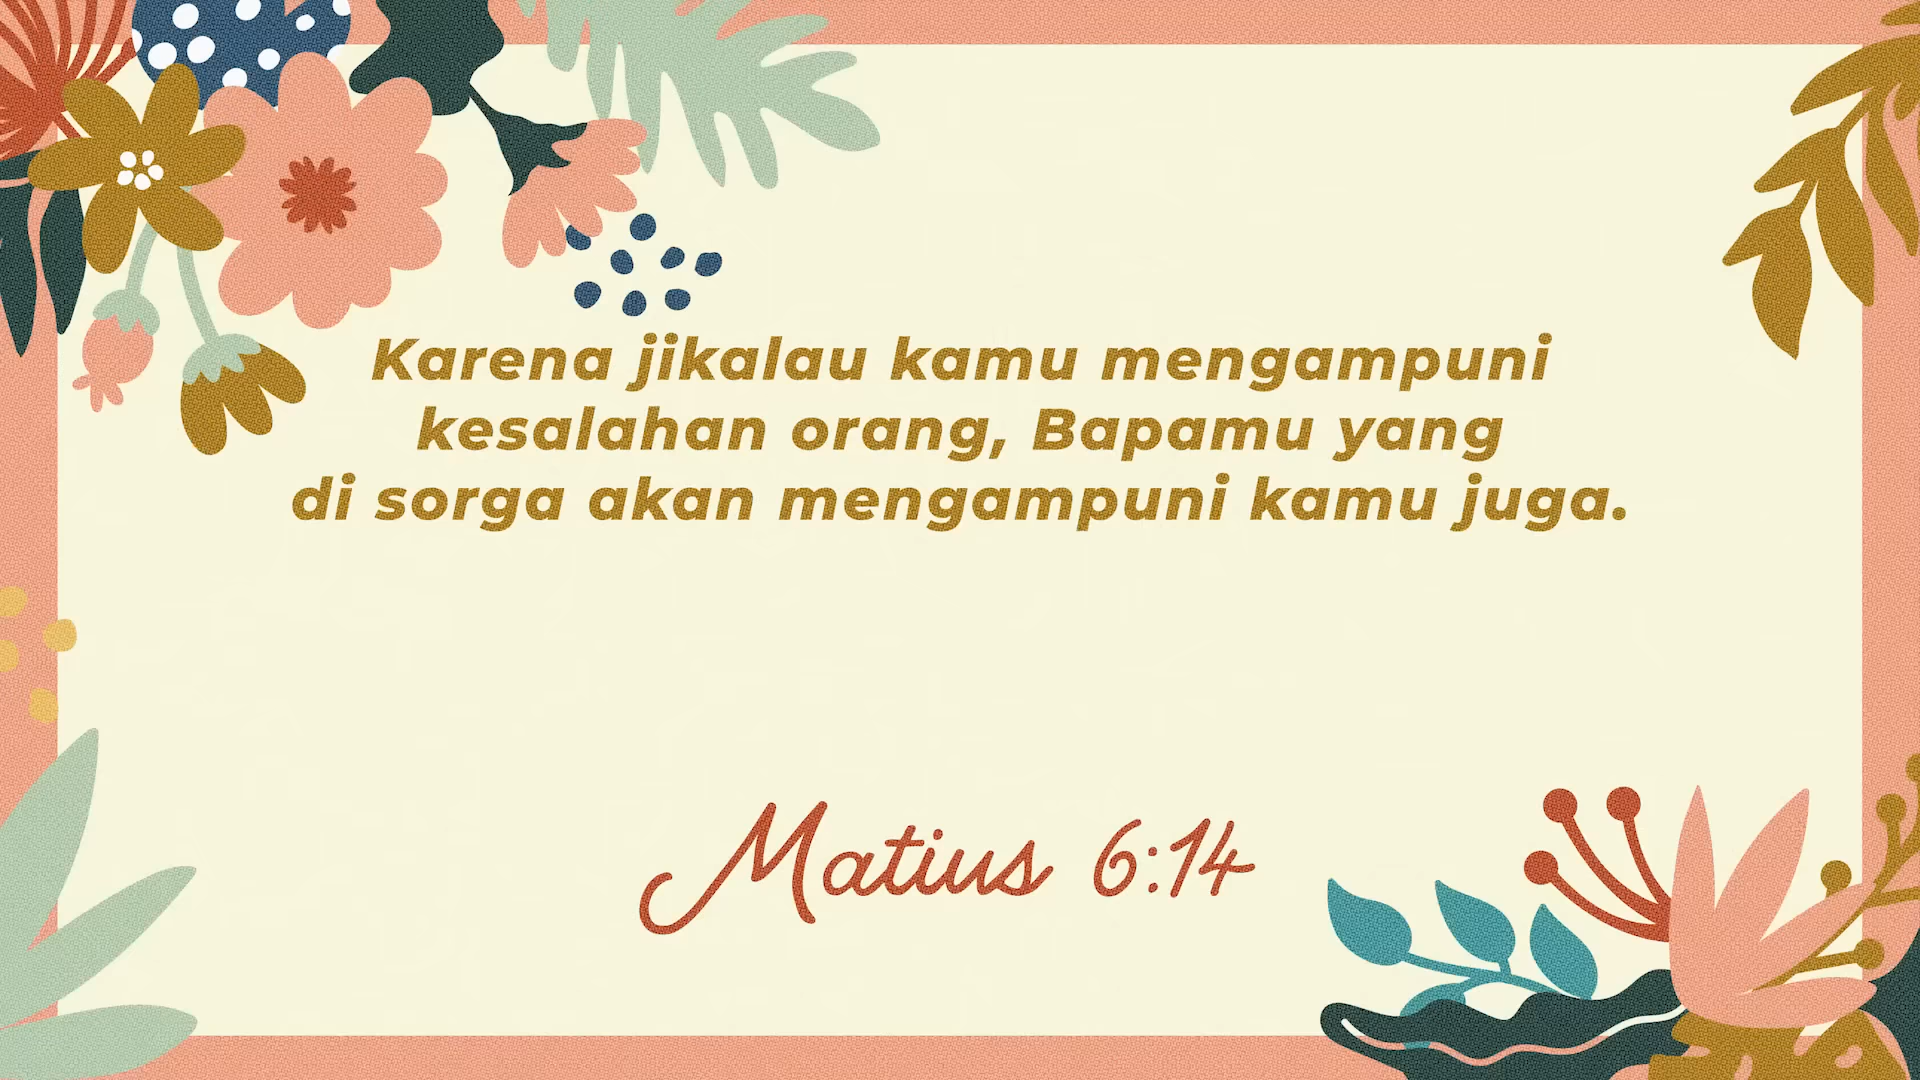 Karena jikalau kamu mengampuni
kesalahan orang, Bapamu yang
di sorga akan mengampuni kamu juga.
Matius 6:14